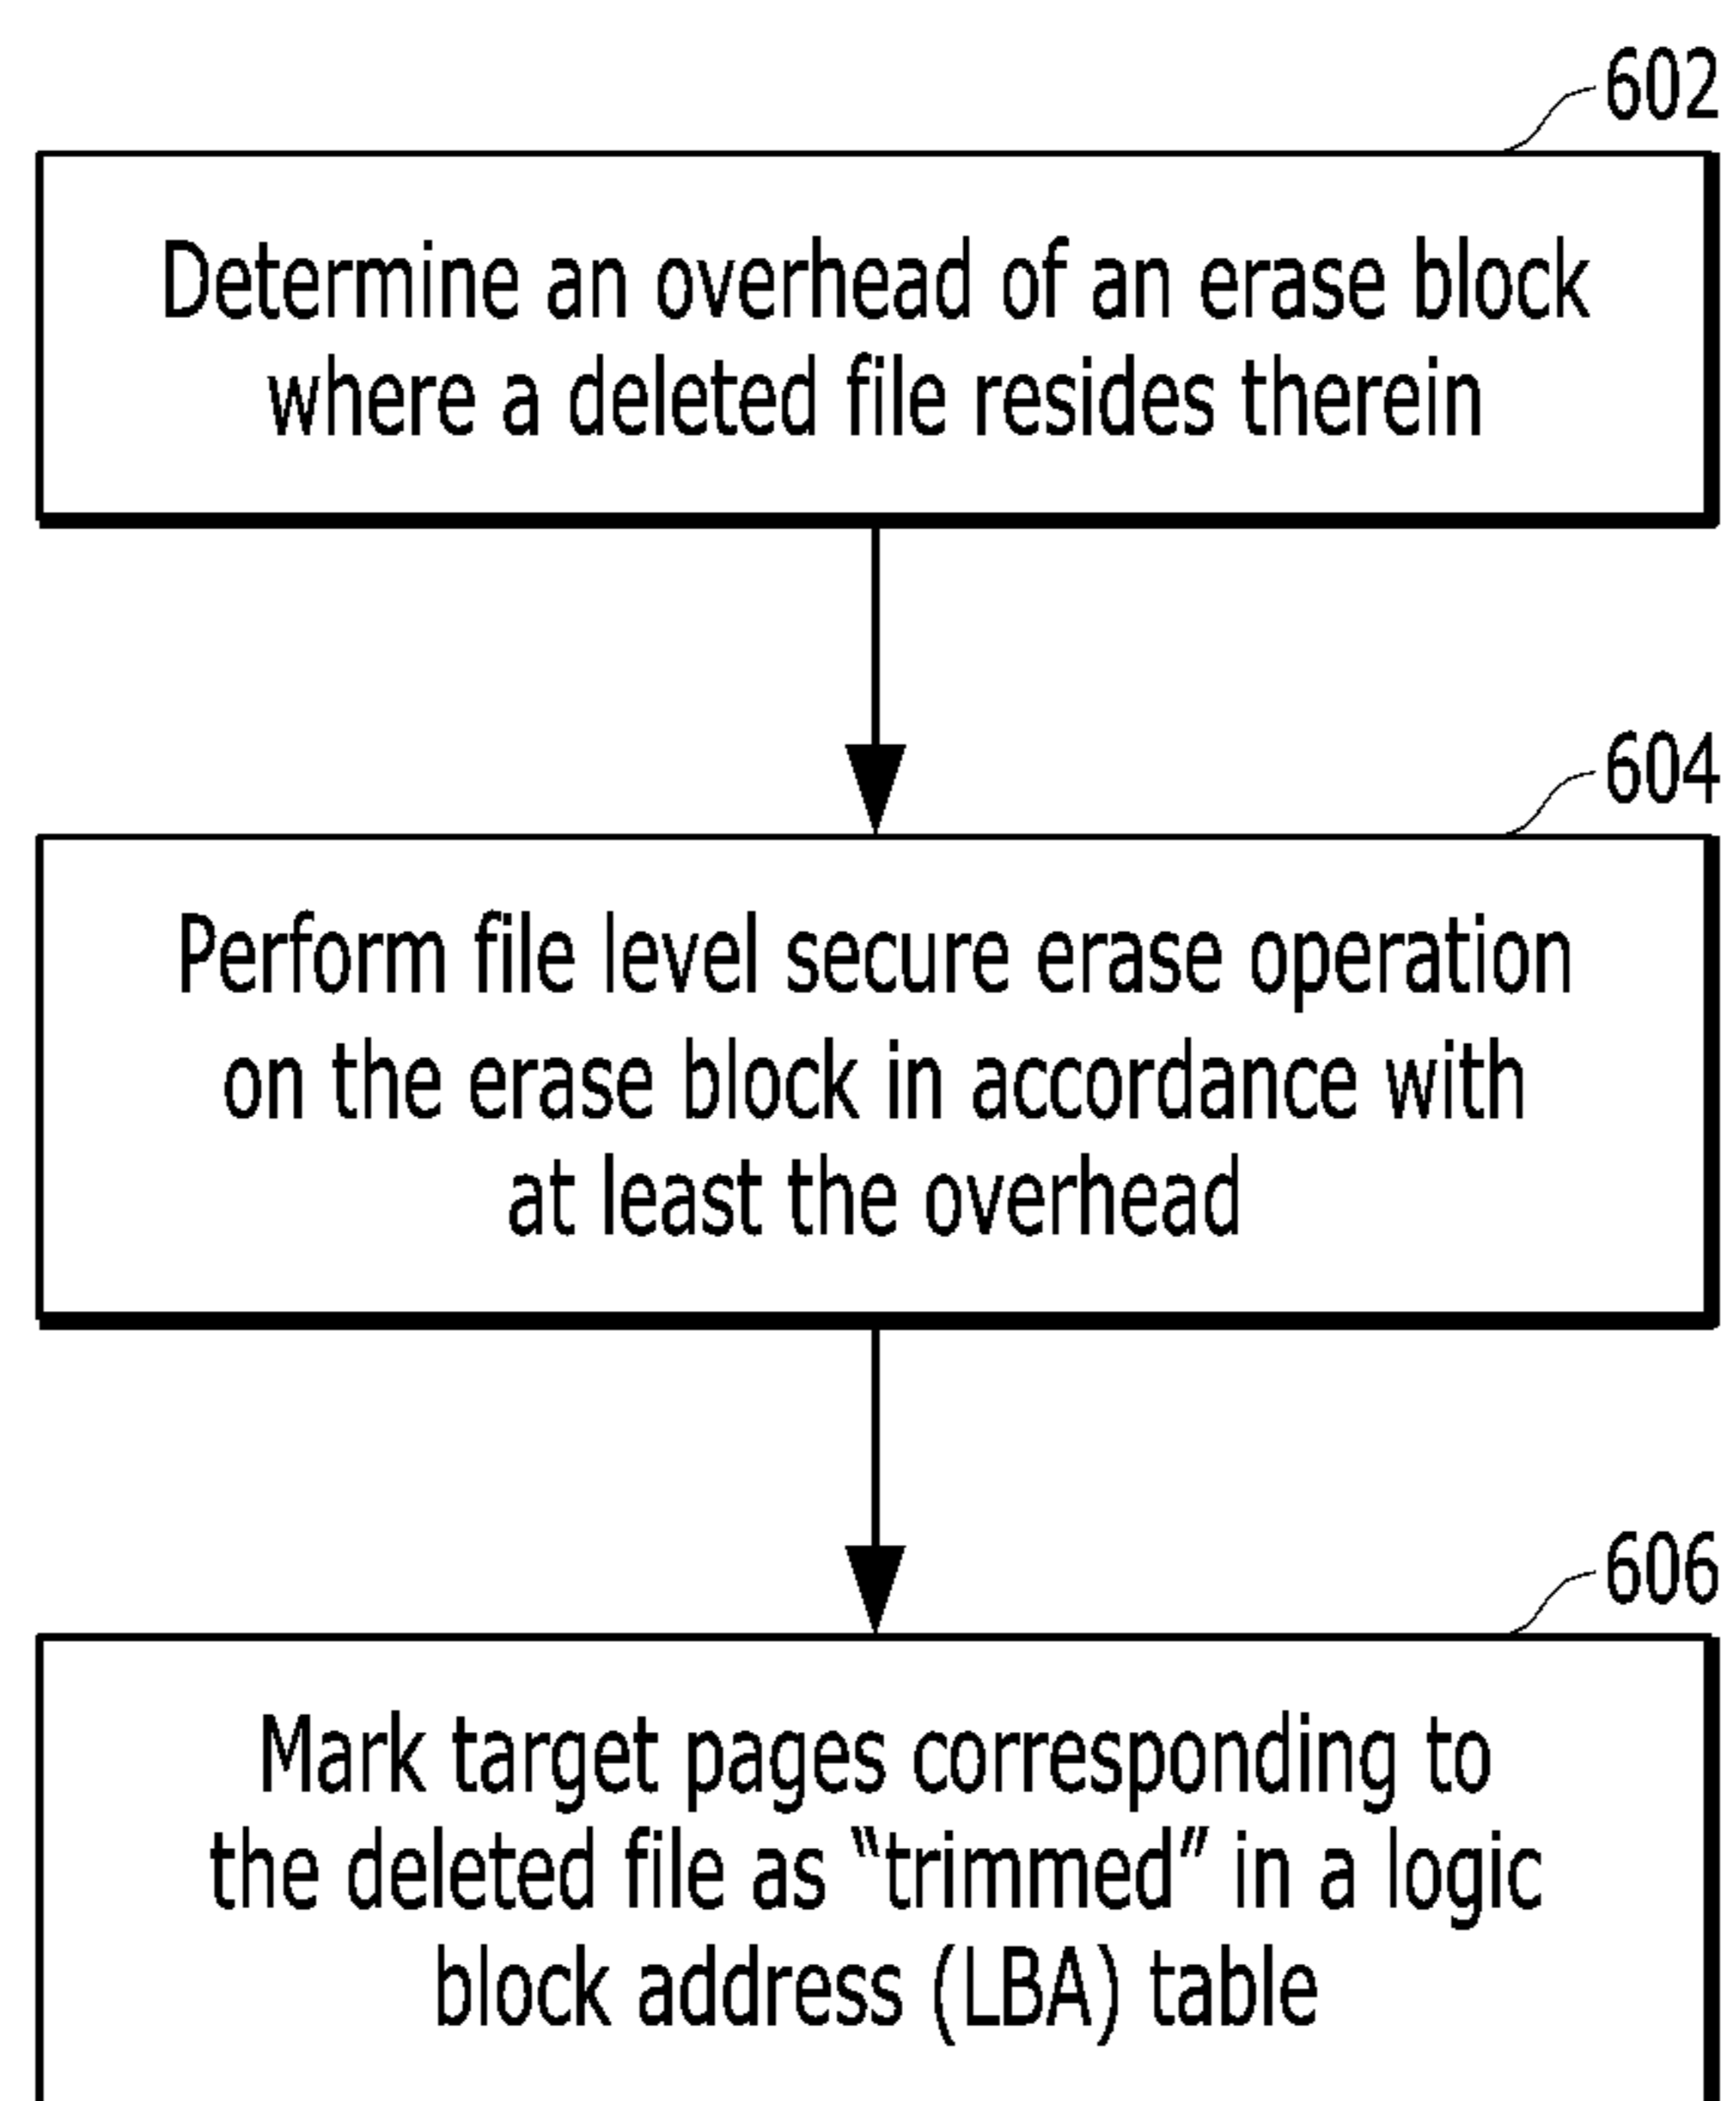 602
Determine an overhead of an erase block
where a deleted file resides therein
604
Perform file level secure erase operation
on the erase block in accordance with
at least the overhead
606
Mark target pages corresponding to
the deleted file as “trimmed” in a logic
block address (LBA) table